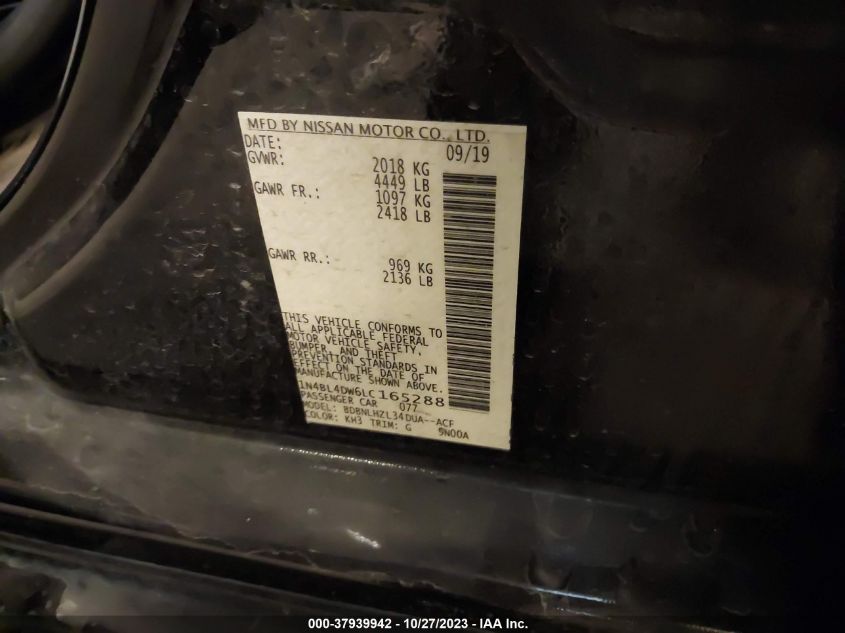 MFD BY NISSAN MOTOR CO., LTD.
DATE: 09/19
GVWR: 2018 KG
4449 LB
GAWR FR.: 1097 KG
2418 LB
GAWR RR.: 969 KG
2136 LB
THIS VEHICLE CONFORMS TO
ALL APPLICABLE FEDERAL
MOTOR VEHICLE SAFETY,
BUMPER, AND THEFT
PREVENTION STANDARDS IN
EFFECT ON THE DATE OF
MANUFACTURE SHOWN ABOVE.
1N4BL4DW6LC165288
PASSENGER CAR 077
MODEL: BDBNLHZL34DUA--ACF
COLOR: KH3 TRIM: G 9N00A
000-37939942 - 10/27/2023 - IAA Inc.